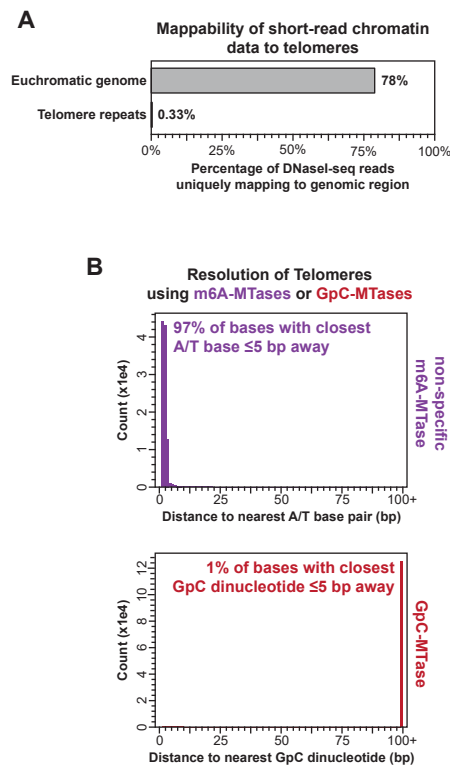 A
Mappability of short-read chromatin
data to telomeres
Euchromatic genome
78%
Telomere repeats
0.33%
0% 25% 50% 75% 100%
Percentage of DNaseI-seq reads
uniquely mapping to genomic region
B
Resolution of Telomeres
using m6A-MTases or GpC-MTases
97% of bases with closest
A/T base ≤5 bp away
Count (x1e4)
0 1 2 3 4
0 25 50 75 100+
Distance to nearest A/T base pair (bp)
non-specific
m6A-MTase
1% of bases with closest
GpC dinucleotide ≤5 bp away
Count (x1e4)
0 2 4 6 8 10 12
0 25 50 75 100+
Distance to nearest GpC dinucleotide (bp)
GpC-MTase